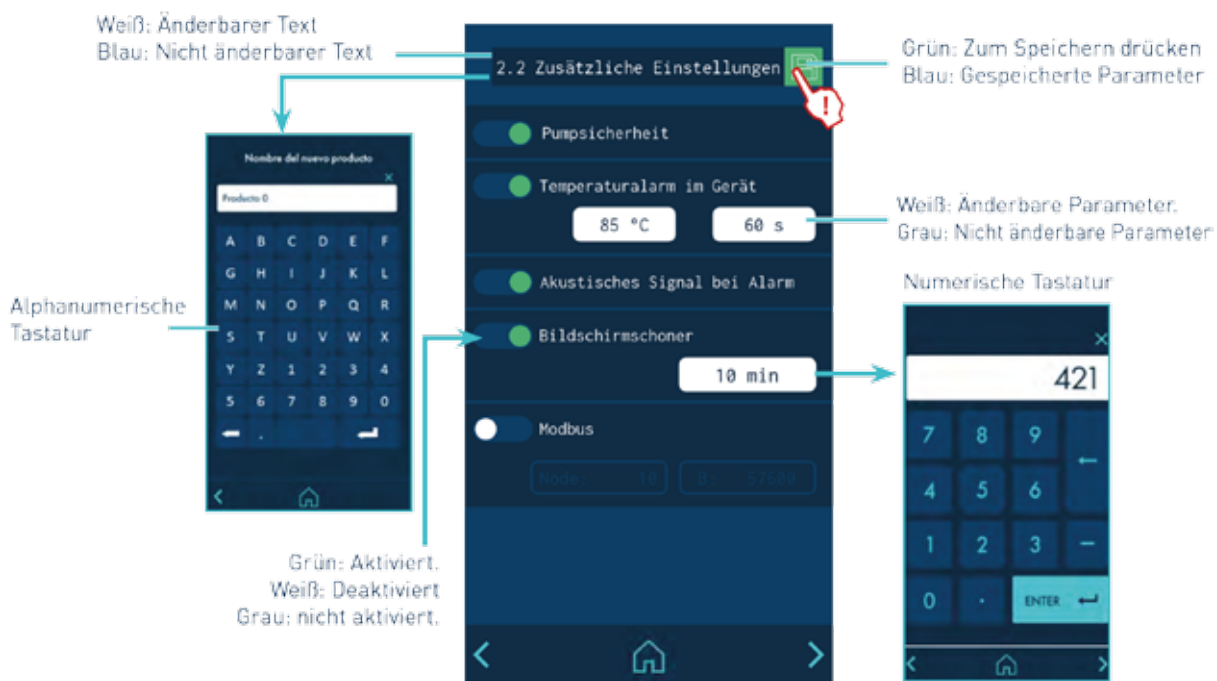 Weiß: Änderbarer Text
Blau: Nicht änderbarer Text
2.2 Zusätzliche Einstellungen
Grün: Zum Speichern drücken
Blau: Gespeicherte Parameter
!
Pumpsicherheit
Temperaturalarm im Gerät
85 °C
60 s
Weiß: Änderbare Parameter.
Grau: Nicht änderbare Parameter
Akustisches Signal bei Alarm
Bildschirmschoner
10 min
Modbus
Node 10
B: 57600
Nombre del nuevo producto
×
Producto 0
A B C D E F
G H I J K L
M N O P Q R
S T U V W X
Y Z 1 2 3 4
5 6 7 8 9 0
.
Alphanumerische
Tastatur
Grün: Aktiviert.
Weiß: Deaktiviert
Grau: nicht aktiviert.
Numerische Tastatur
×
421
7 8 9
4 5 6
1 2 3 –
0 . ENTER